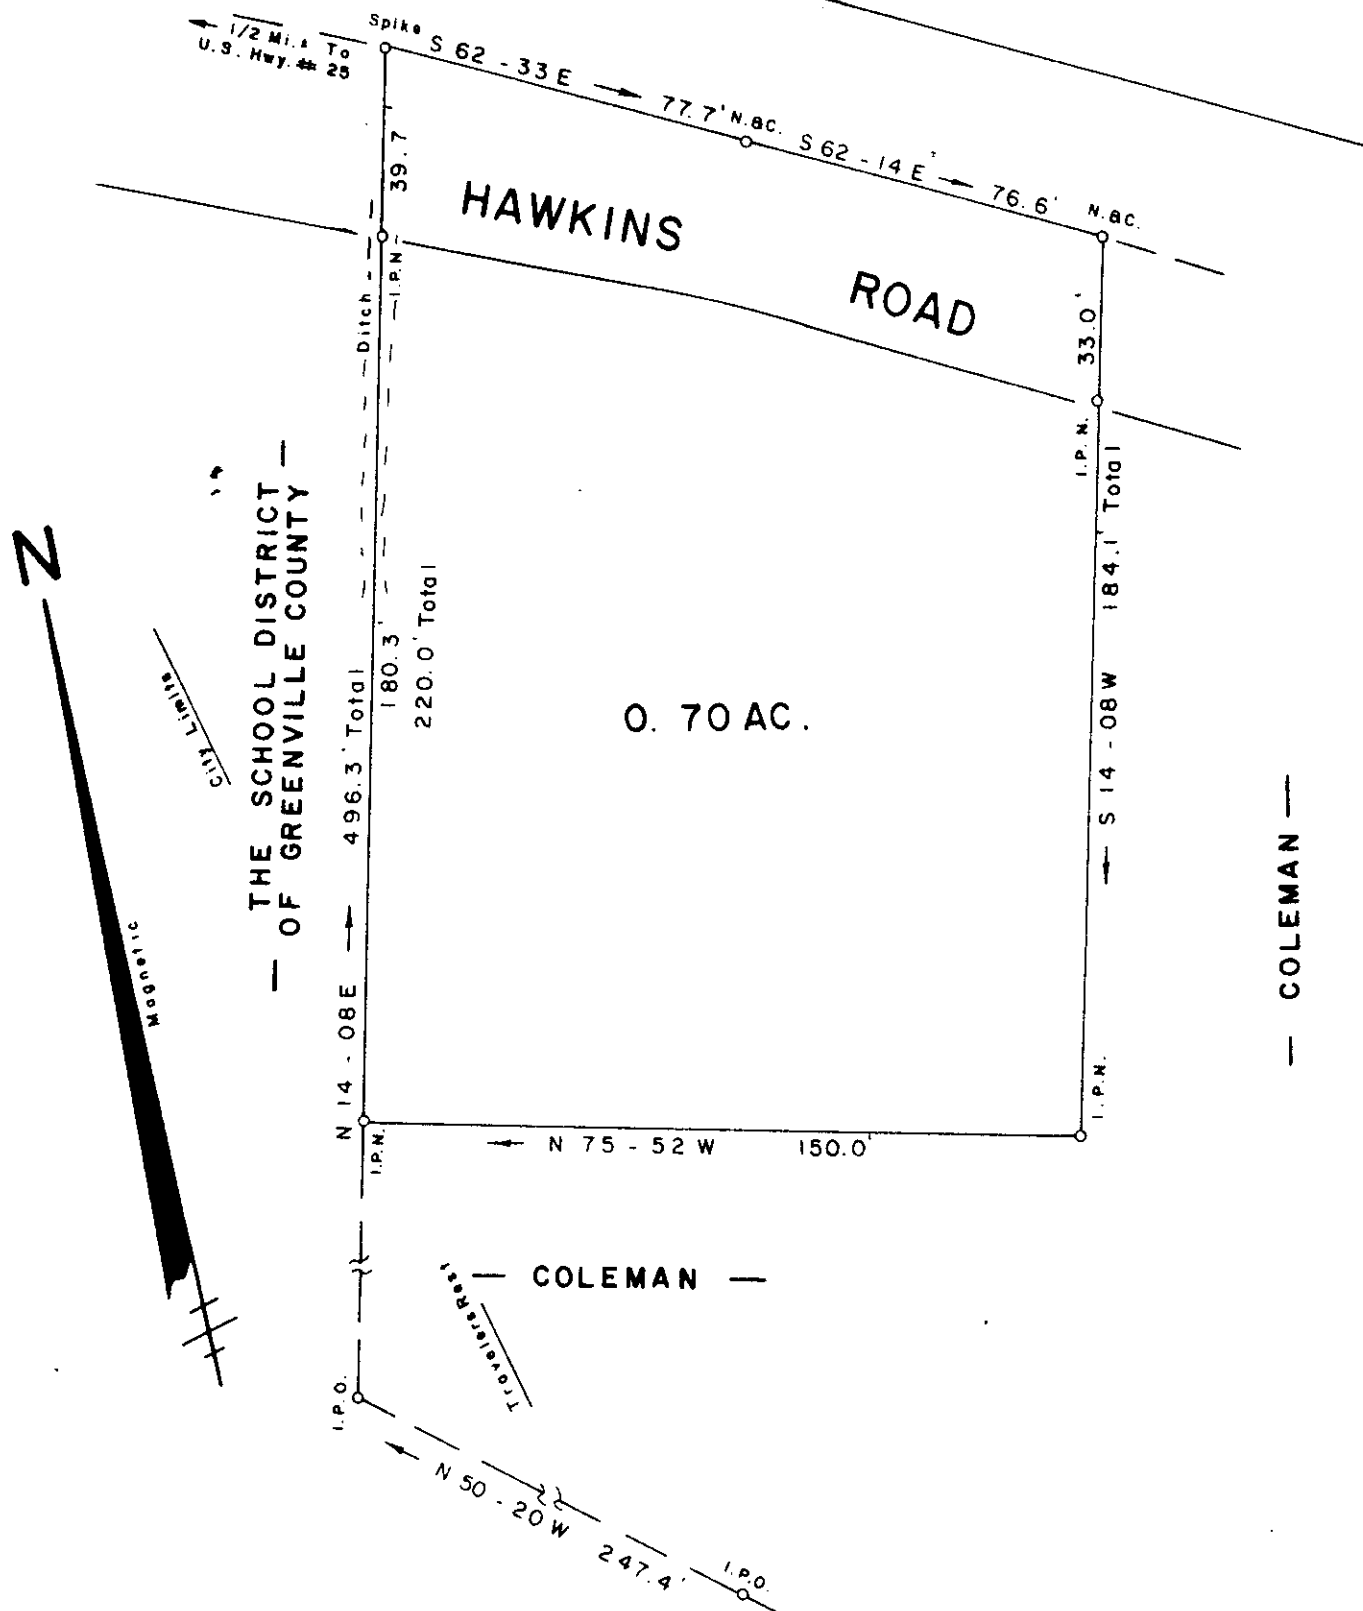 1/2 Mi.± To
U.S. Hwy. # 25
Spike
S 62 - 33 E 77.7' N.&C.
S 62 - 14 E 76.6' N.&C.
39.7'
HAWKINS
ROAD
33.0'
Ditch
I.P.N.
I.P.N.
184.1' Total
S 14 - 08 W
N
Magnetic
City Limits
THE SCHOOL DISTRICT
OF GREENVILLE COUNTY
N 14 - 08 E 496.3' Total
180.3'
220.0' Total
0.70 AC.
— COLEMAN —
I.P.N.
I.P.N.
N 75 - 52 W 150.0'
— COLEMAN —
Travelers Rest
I.P.O.
N 50 - 20 W 247.4'
I.P.O.